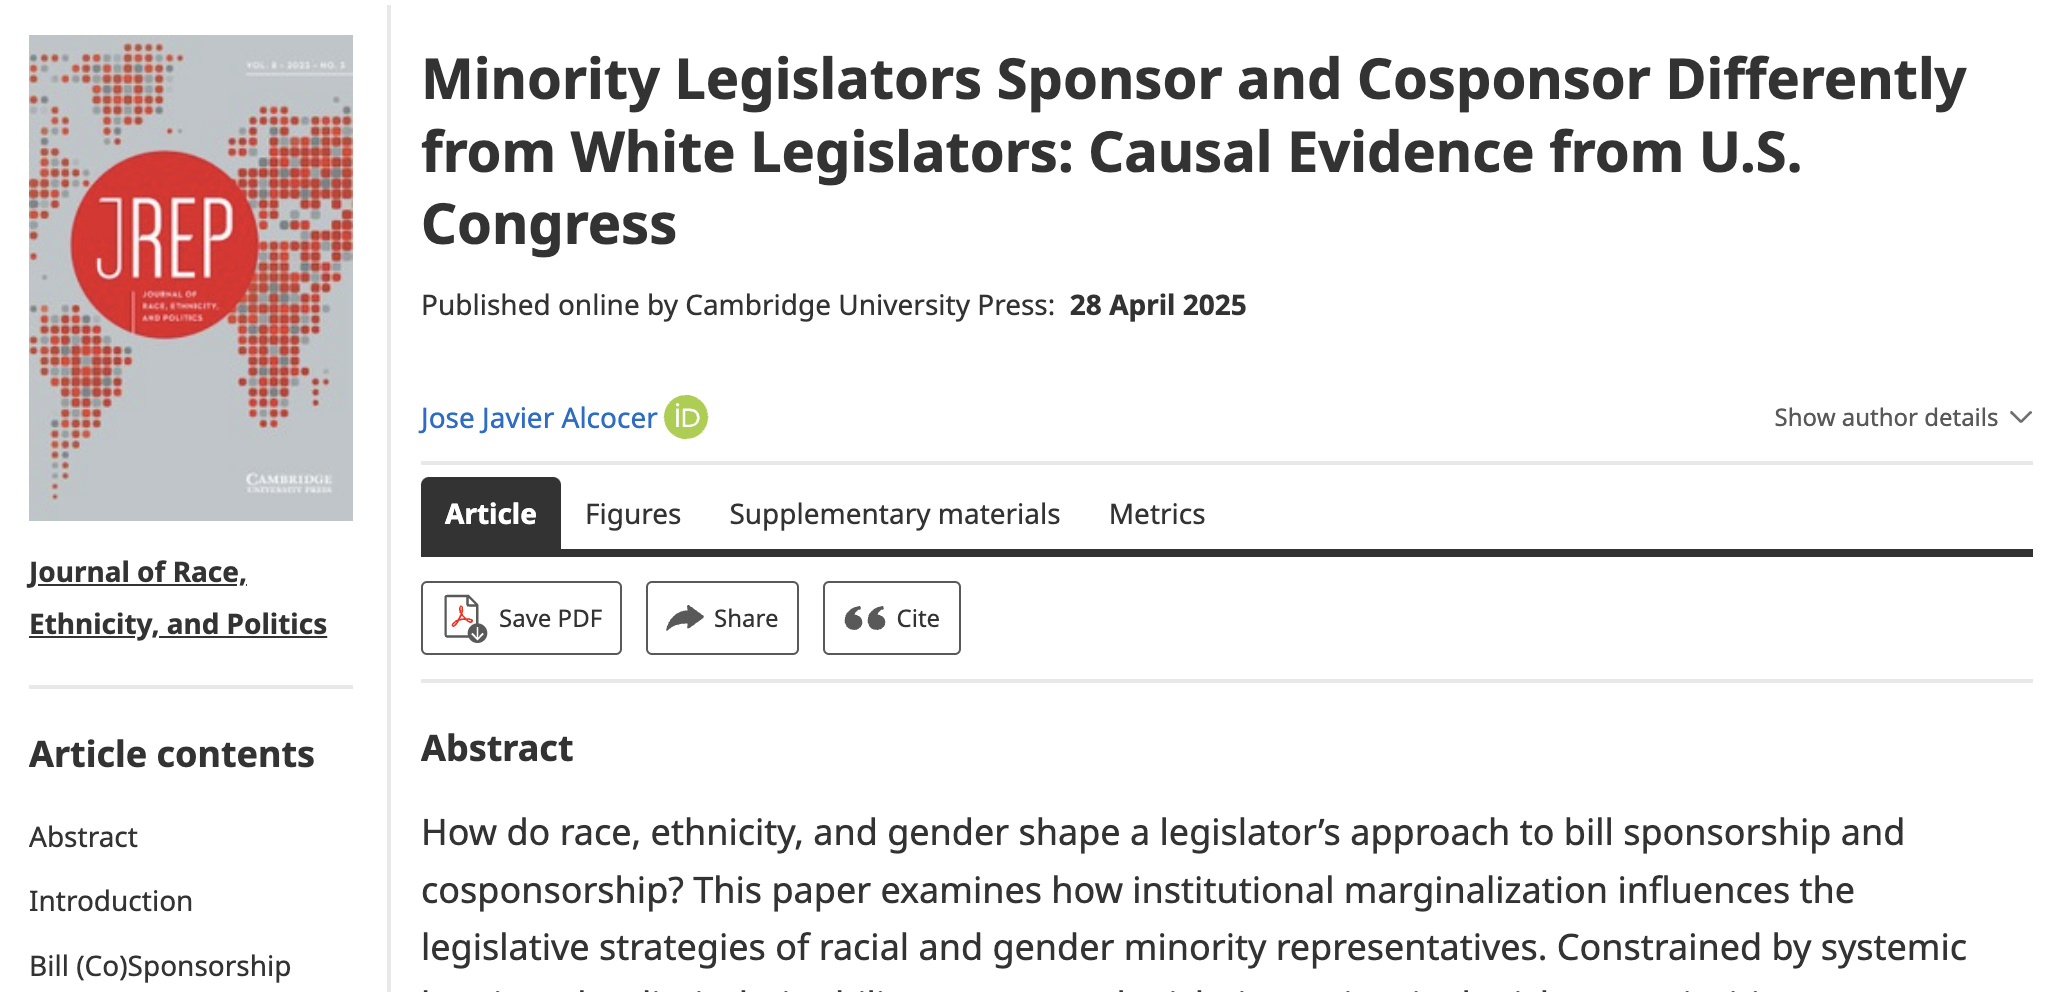 VOL. 8 - 2023 - NO. 3
JREP
JOURNAL OF
RACE, ETHNICITY,
AND POLITICS
CAMBRIDGE
UNIVERSITY PRESS
Journal of Race,
Ethnicity, and Politics
Article contents
Abstract
Introduction
Bill (Co)Sponsorship
Minority Legislators Sponsor and Cosponsor Differently
from White Legislators: Causal Evidence from U.S.
Congress
Published online by Cambridge University Press: 28 April 2025
Jose Javier Alcocer iD
Show author details
Article Figures Supplementary materials Metrics
Save PDF Share Cite
Abstract
How do race, ethnicity, and gender shape a legislator’s approach to bill sponsorship and
cosponsorship? This paper examines how institutional marginalization influences the
legislative strategies of racial and gender minority representatives. Constrained by systemic